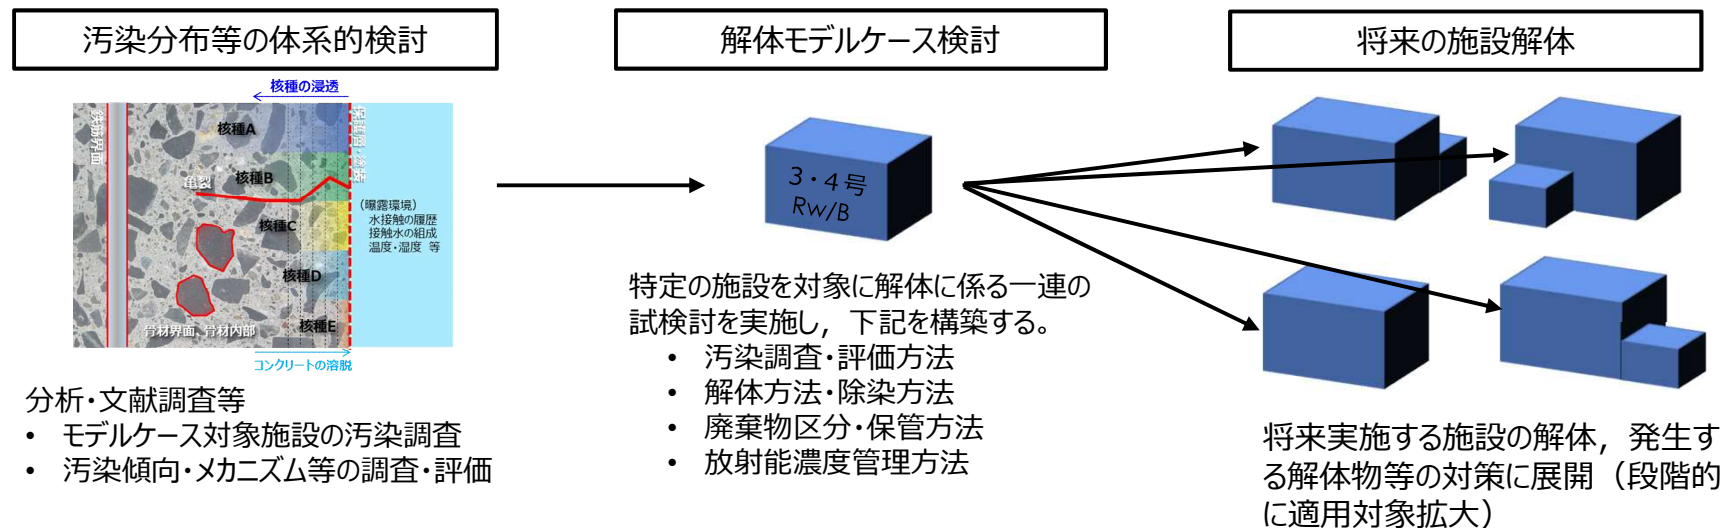 汚染分布等の体系的検討
核種の浸透
鉄筋界面
核種A
保護層・塗装
亀裂
核種B
(曝露環境)
水接触の履歴
接触水の組成
温度・湿度 等
核種C
核種D
骨材界面、骨材内部
核種E
コンクリートの溶脱
分析・文献調査等
• モデルケース対象施設の汚染調査
• 汚染傾向・メカニズム等の調査・評価
解体モデルケース検討
3・4号
Rw/B
特定の施設を対象に解体に係る一連の
試検討を実施し，下記を構築する。
• 汚染調査・評価方法
• 解体方法・除染方法
• 廃棄物区分・保管方法
• 放射能濃度管理方法
将来の施設解体
将来実施する施設の解体，発生す
る解体物等の対策に展開（段階的
に適用対象拡大）